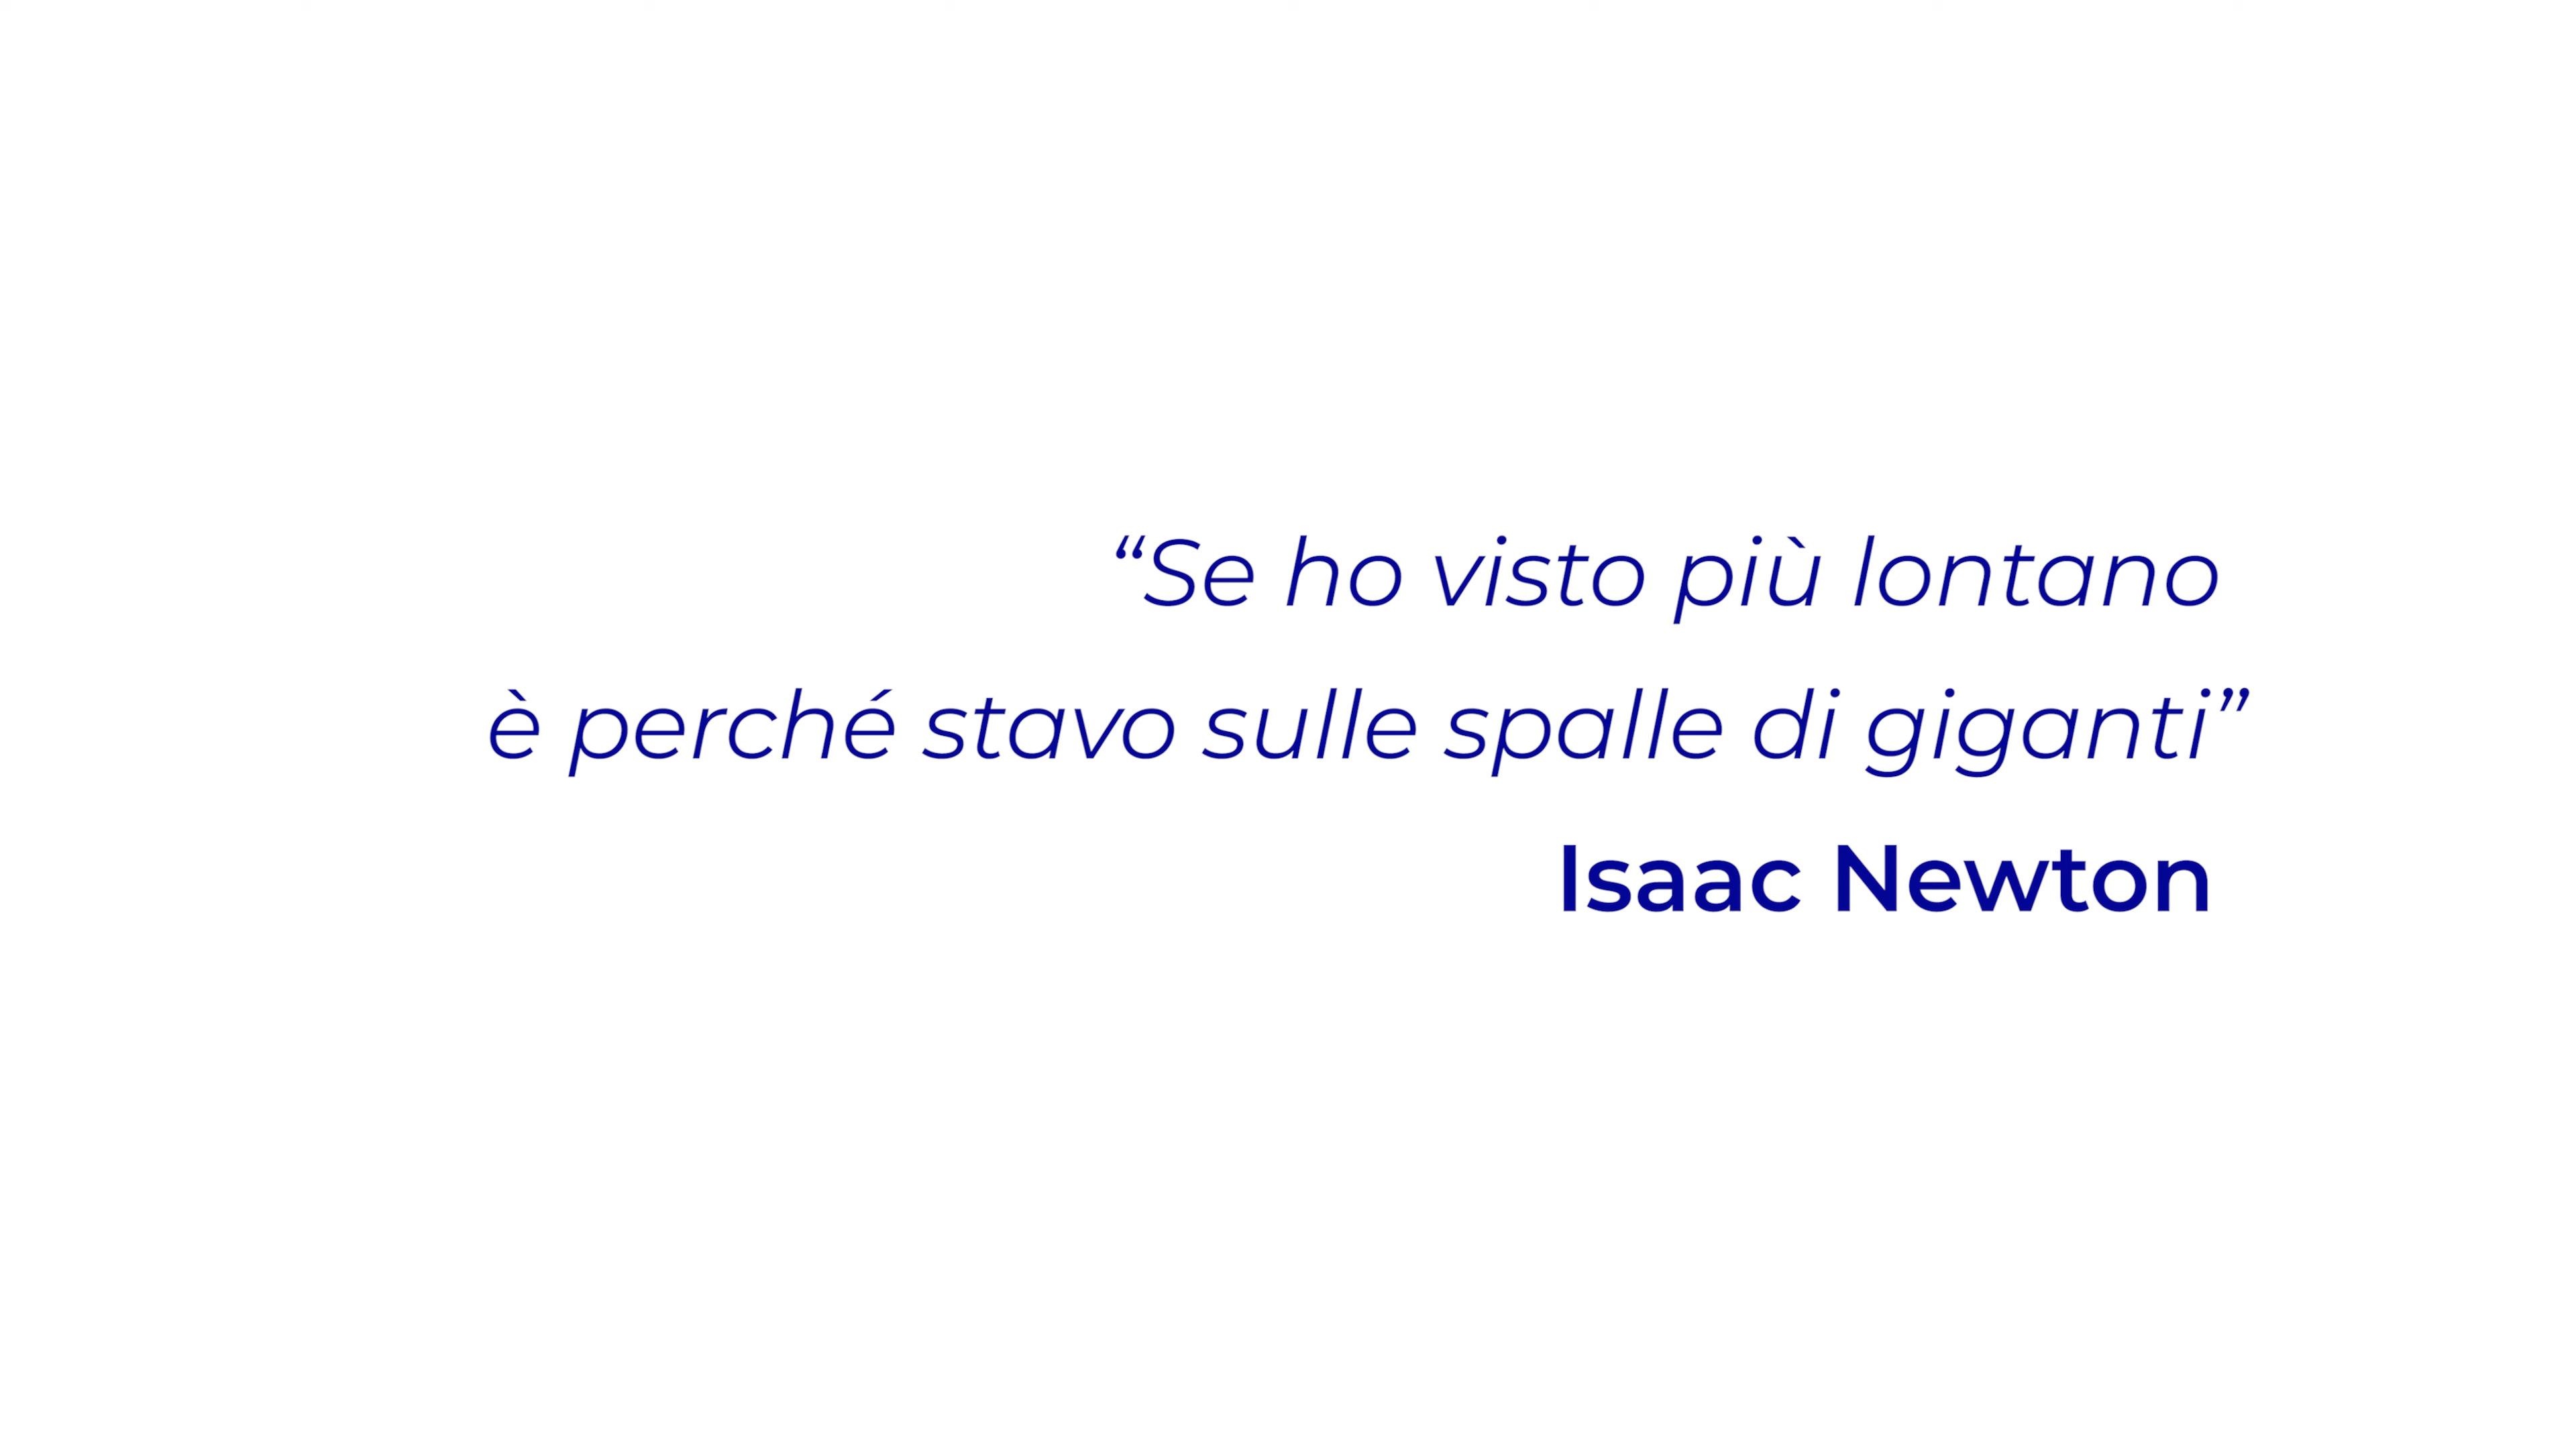 “Se ho visto più lontano
è perché stavo sulle spalle di giganti”
Isaac Newton